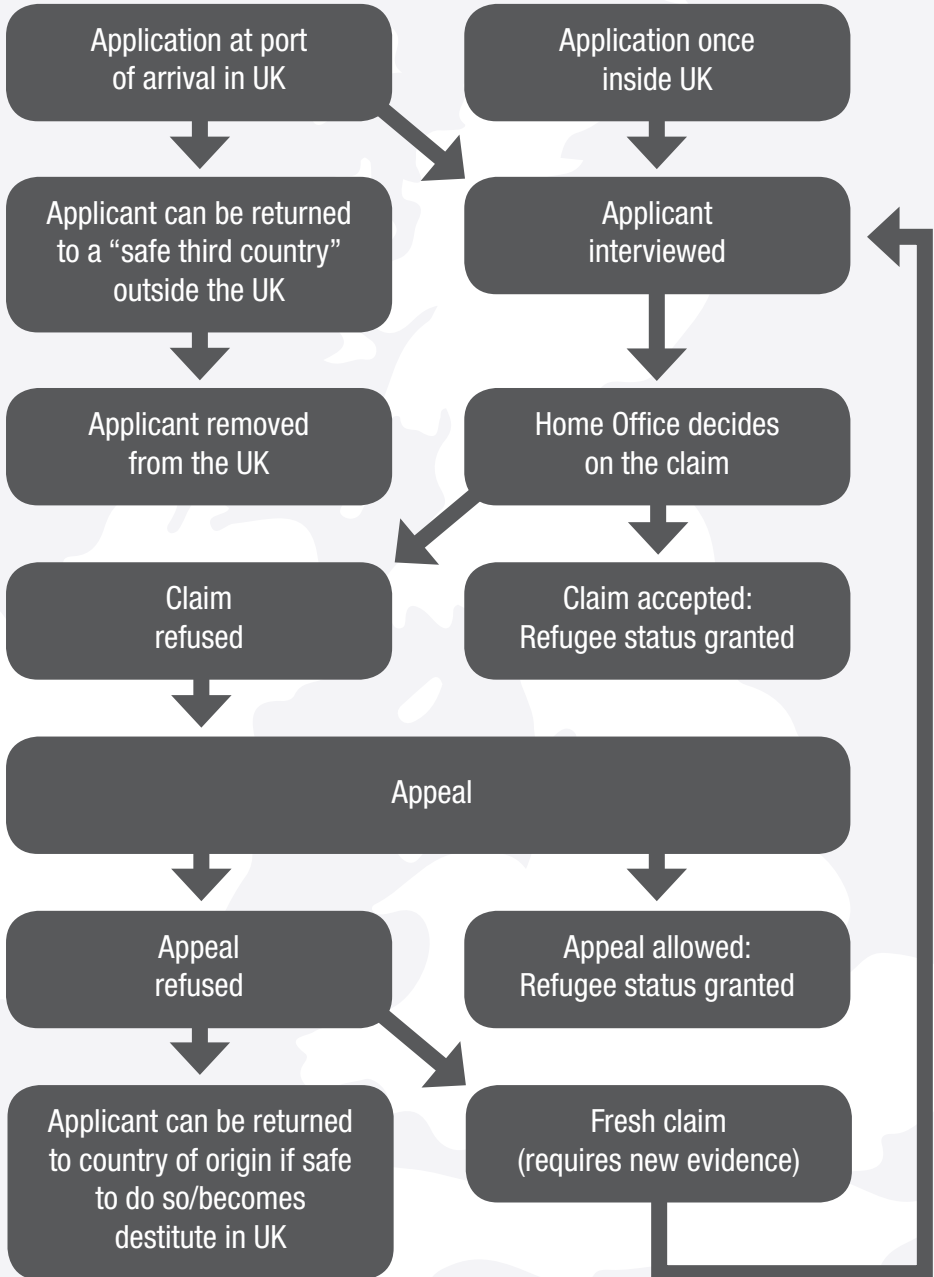 Application at port
of arrival in UK
Application once
inside UK
Applicant can be returned
to a “safe third country”
outside the UK
Applicant
interviewed
Applicant removed
from the UK
Home Office decides
on the claim
Claim
refused
Claim accepted:
Refugee status granted
Appeal
Appeal
refused
Appeal allowed:
Refugee status granted
Applicant can be returned
to country of origin if safe
to do so/becomes
destitute in UK
Fresh claim
(requires new evidence)